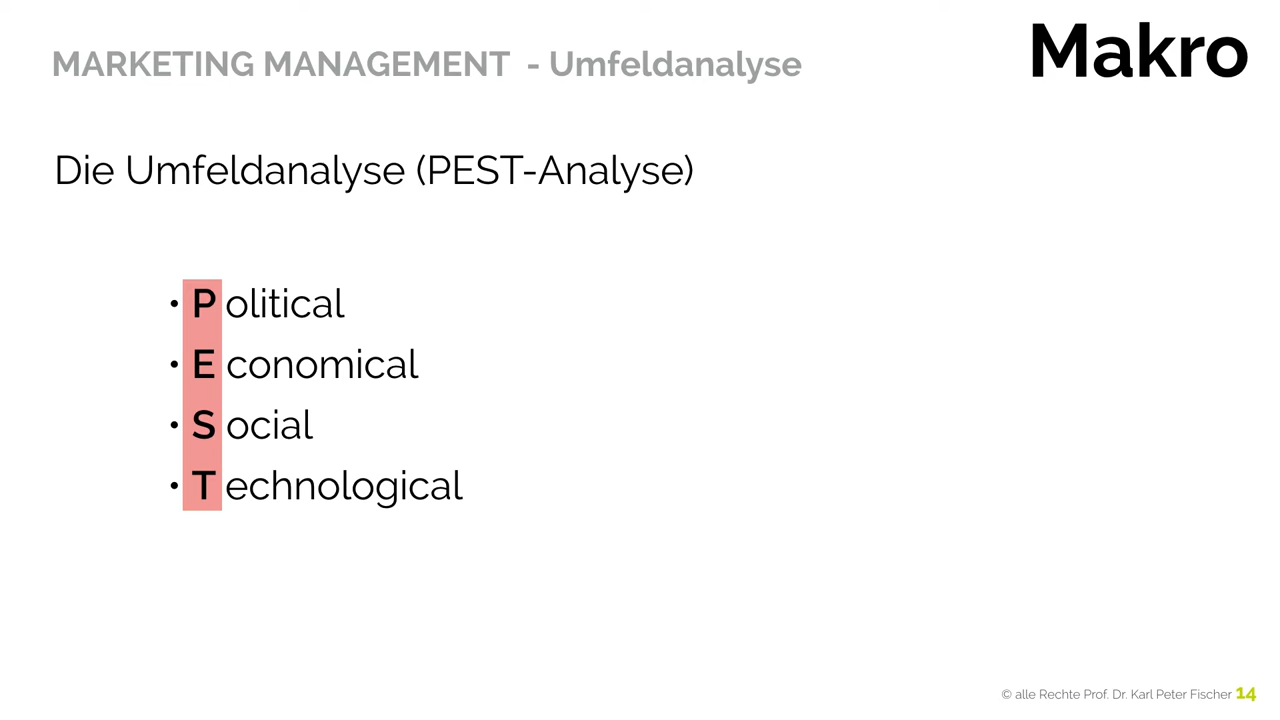 MARKETING MANAGEMENT - Umfeldanalyse
Makro
Die Umfeldanalyse (PEST-Analyse)
• Political
• Economical
• Social
• Technological
© alle Rechte Prof. Dr. Karl Peter Fischer 14